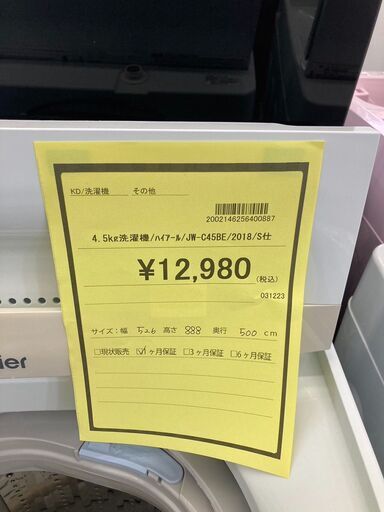 KD/洗濯機 その他
2002146256400887
4.5kg洗濯機/ﾊｲｱｰﾙ/JW-C45BE/2018/S仕
¥12,980(税込)
031223
サイズ：幅 526 高さ 888 奥行 500 cm
□現状販売 ☑1ヶ月保証 □3ヶ月保証 □6ヶ月保証
ier